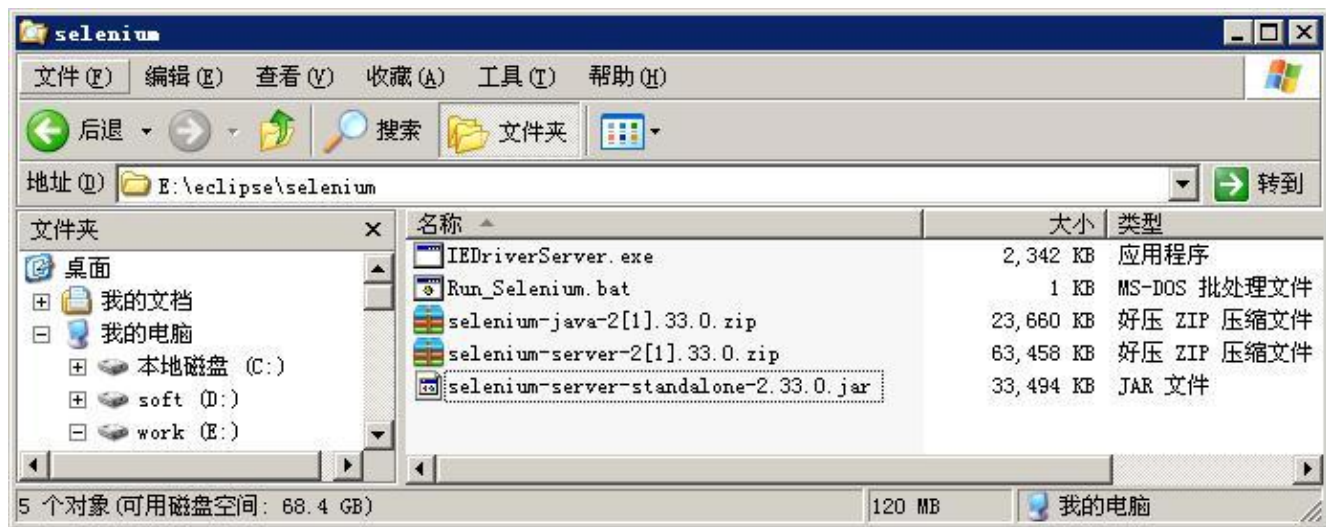 selenium
文件(F) 编辑(E) 查看(V) 收藏(A) 工具(T) 帮助(H)
后退 搜索 文件夹
地址(D) E:\eclipse\selenium 转到
文件夹 名称 大小 类型
桌面 IEDriverServer.exe 2,342 KB 应用程序
我的文档 Run_Selenium.bat 1 KB MS-DOS 批处理文件
我的电脑 selenium-java-2[1].33.0.zip 23,660 KB 好压 ZIP 压缩文件
本地磁盘 (C:) selenium-server-2[1].33.0.zip 63,458 KB 好压 ZIP 压缩文件
soft (D:) selenium-server-standalone-2.33.0.jar 33,494 KB JAR 文件
work (E:)
5 个对象(可用磁盘空间: 68.4 GB) 120 MB 我的电脑